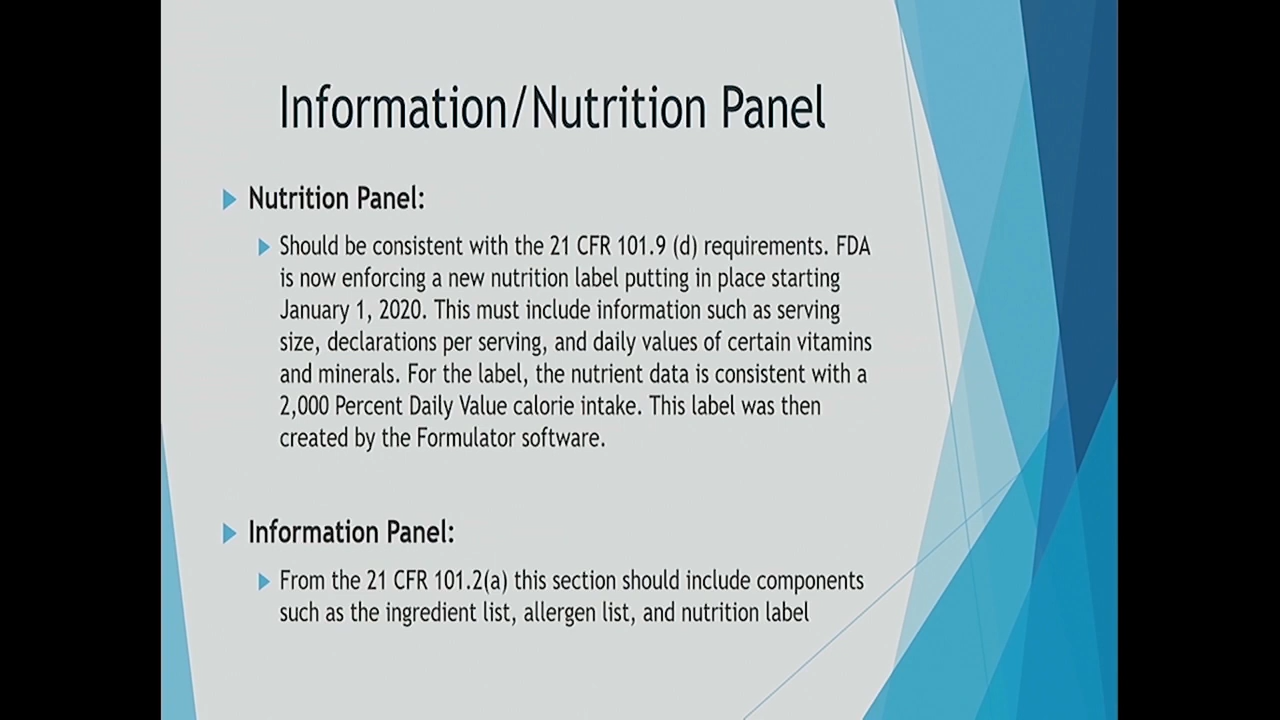 Information/Nutrition Panel
Nutrition Panel:
Should be consistent with the 21 CFR 101.9 (d) requirements. FDA
is now enforcing a new nutrition label putting in place starting
January 1, 2020. This must include information such as serving
size, declarations per serving, and daily values of certain vitamins
and minerals. For the label, the nutrient data is consistent with a
2,000 Percent Daily Value calorie intake. This label was then
created by the Formulator software.
Information Panel:
From the 21 CFR 101.2(a) this section should include components
such as the ingredient list, allergen list, and nutrition label